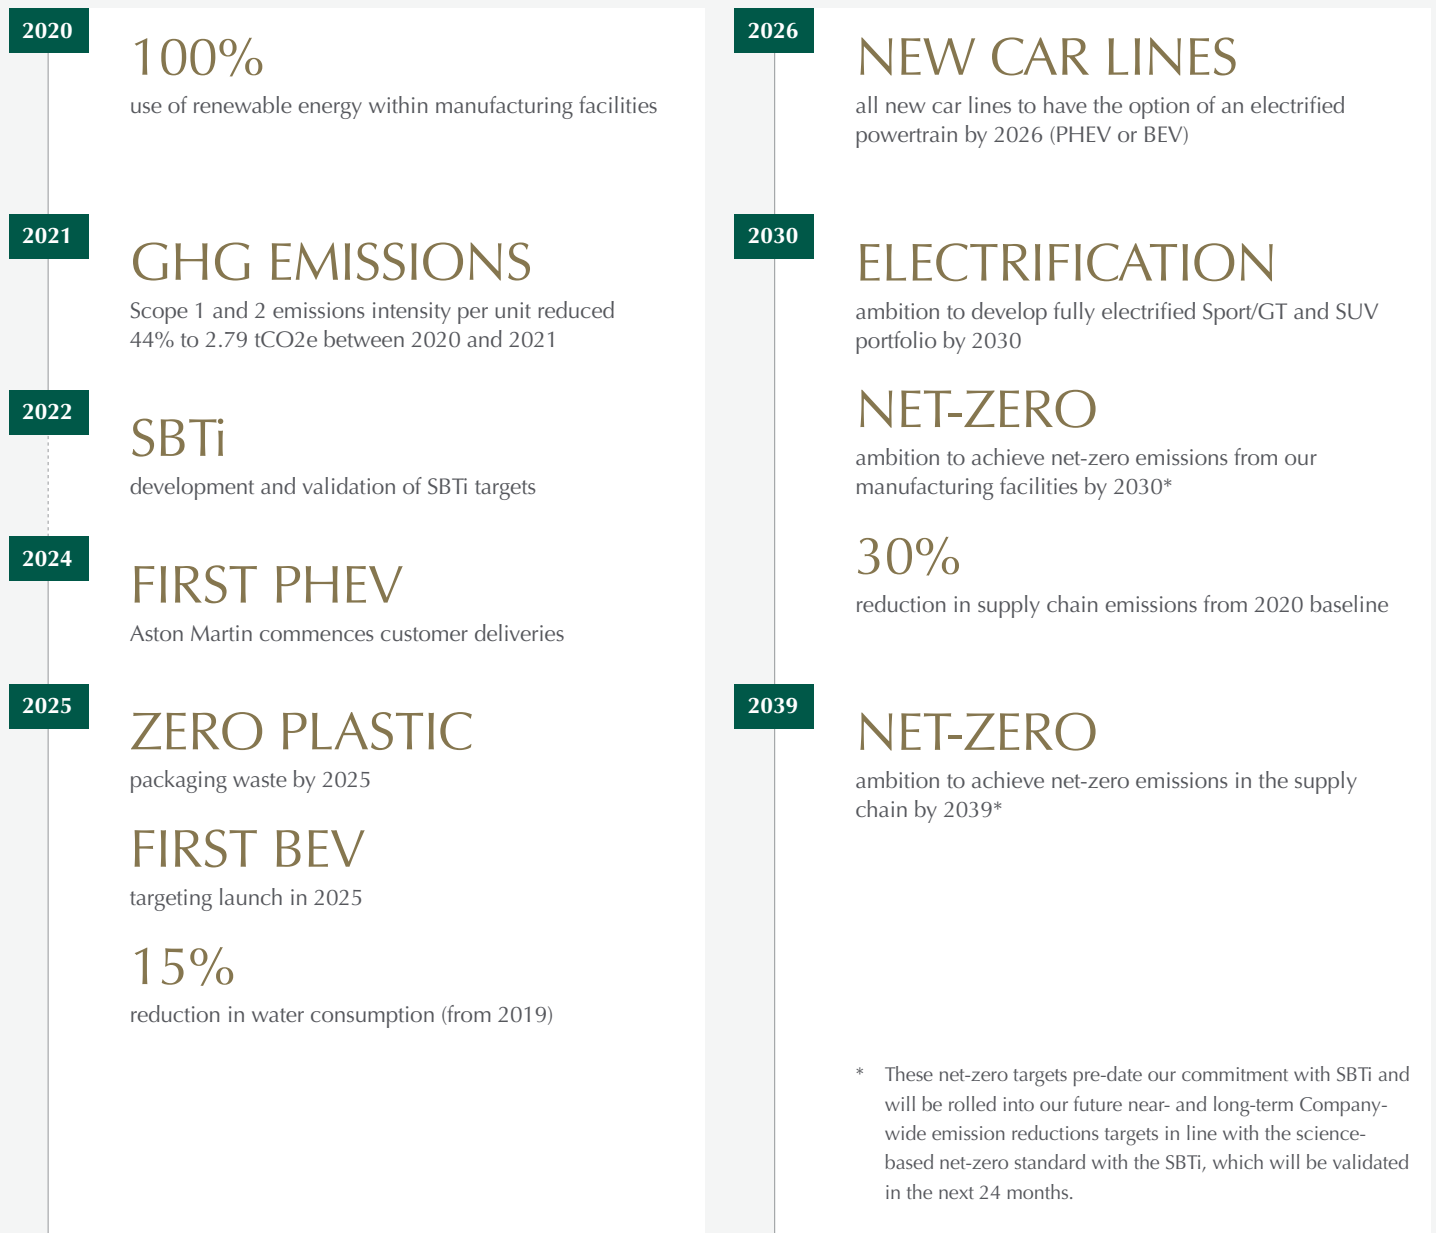 2020
100%
use of renewable energy within manufacturing facilities
2021
GHG EMISSIONS
Scope 1 and 2 emissions intensity per unit reduced
44% to 2.79 tCO2e between 2020 and 2021
2022
SBTi
development and validation of SBTi targets
2024
FIRST PHEV
Aston Martin commences customer deliveries
2025
ZERO PLASTIC
packaging waste by 2025
FIRST BEV
targeting launch in 2025
15%
reduction in water consumption (from 2019)
2026
NEW CAR LINES
all new car lines to have the option of an electrified
powertrain by 2026 (PHEV or BEV)
2030
ELECTRIFICATION
ambition to develop fully electrified Sport/GT and SUV
portfolio by 2030
NET-ZERO
ambition to achieve net-zero emissions from our
manufacturing facilities by 2030*
30%
reduction in supply chain emissions from 2020 baseline
2039
NET-ZERO
ambition to achieve net-zero emissions in the supply
chain by 2039*
* These net-zero targets pre-date our commitment with SBTi and
will be rolled into our future near- and long-term Company-
wide emission reductions targets in line with the science-
based net-zero standard with the SBTi, which will be validated
in the next 24 months.